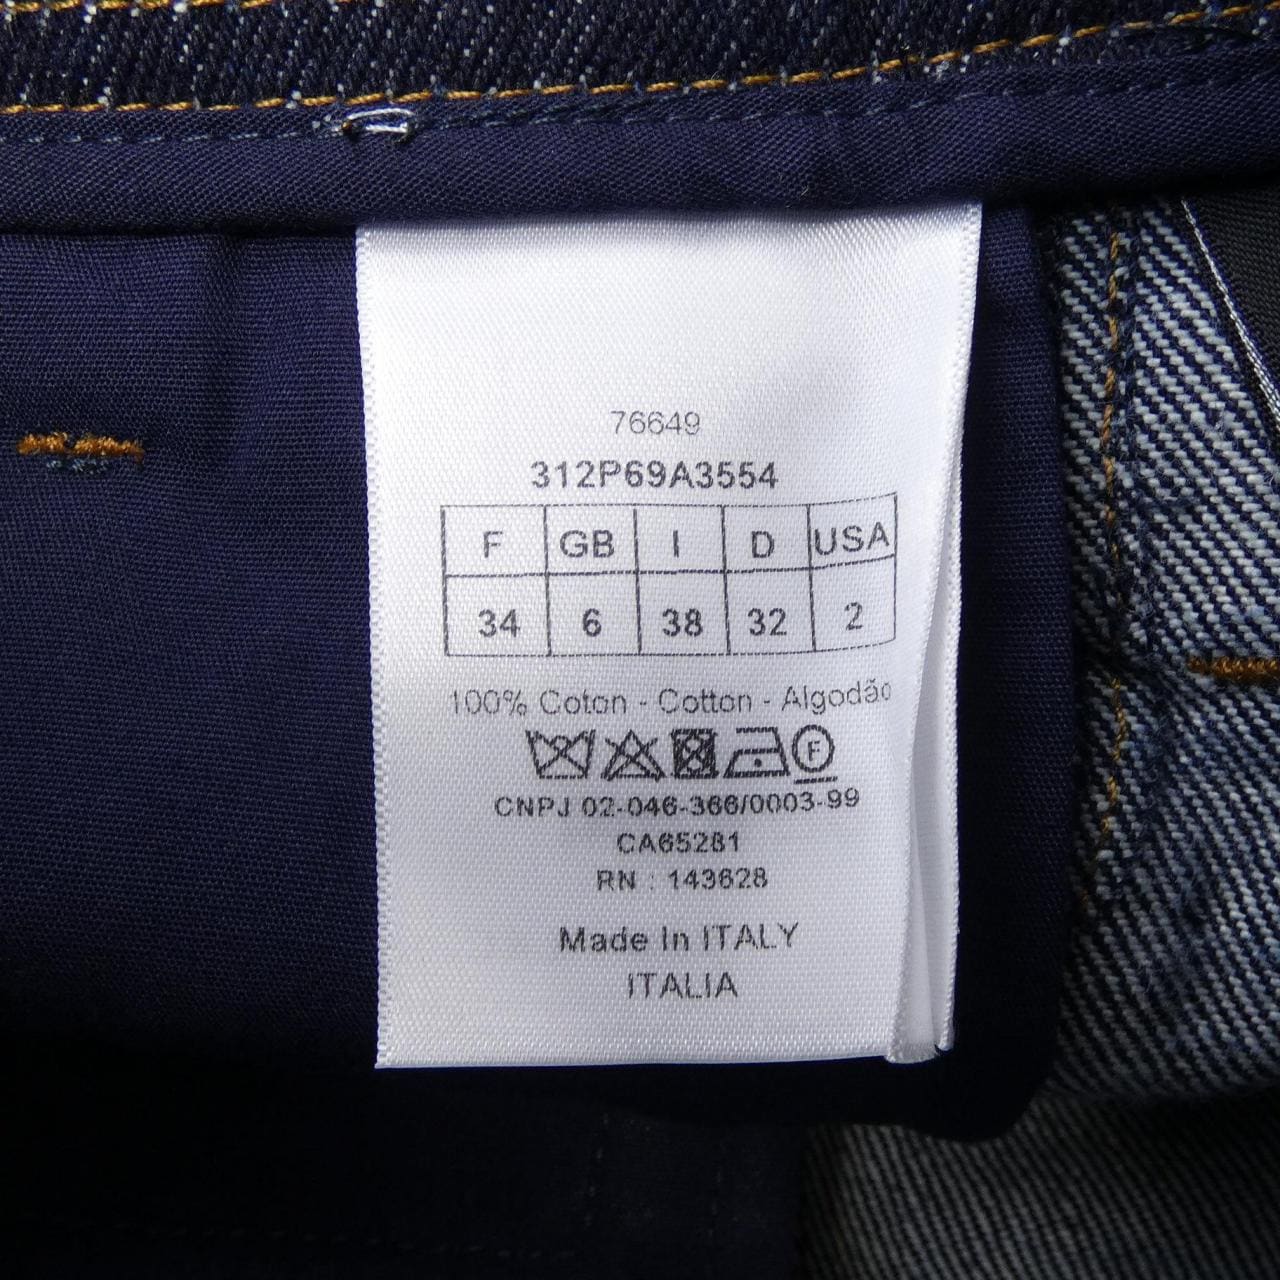 76649
312P69A3554
F GB I D USA
34 6 38 32 2
100% Coton - Cotton - Algodão
F
CNPJ 02-046-366/0003-99
CA65281
RN : 143628
Made In ITALY
ITALIA